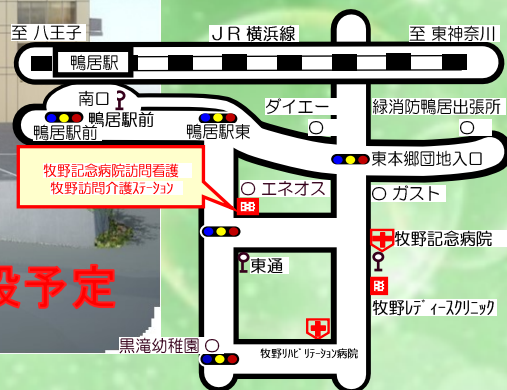 至 八王子
ＪＲ 横浜線
至 東神奈川
鴨居駅
南口
鴨居駅前
鴨居駅前
鴨居駅東
ダイエー
緑消防鴨居出張所
東本郷団地入口
牧野記念病院訪問看護
牧野訪問介護ｽﾃｰｼｮﾝ
エネオス
ガスト
牧野記念病院
東通
設予定
牧野ﾚﾃﾞｨｰｽｸﾘﾆｯｸ
黒滝幼稚園
牧野ﾘﾊﾋﾞﾘﾃｰｼｮﾝ病院